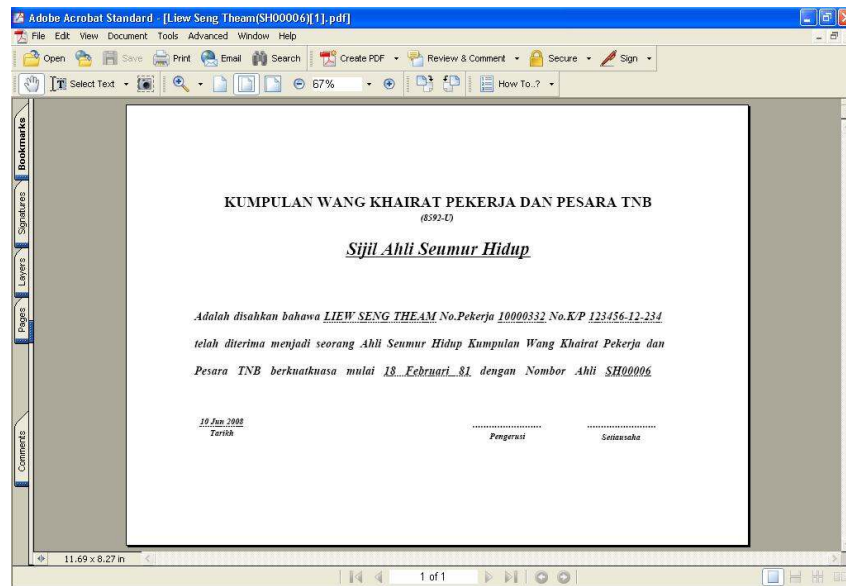 Adobe Acrobat Standard - [Liew Seng Theam(SH00006)[1].pdf]
File Edit View Document Tools Advanced Window Help
Open Save Print Email Search Create PDF Review & Comment Secure Sign
Select Text 67% How To..?
Bookmarks
Signatures
Layers
Pages
Comments
KUMPULAN WANG KHAIRAT PEKERJA DAN PESARA TNB
(8592-U)
Sijil Ahli Seumur Hidup
Adalah disahkan bahawa LIEW SENG THEAM No.Pekerja 10000332 No.K/P 123456-12-234
telah diterima menjadi seorang Ahli Seumur Hidup Kumpulan Wang Khairat Pekerja dan
Pesara TNB berkuatkuasa mulai 18 Februari 81 dengan Nombor Ahli SH00006
10 Jun 2008
Tarikh Pengerusi Setiausaha
11.69 x 8.27 in
1 of 1